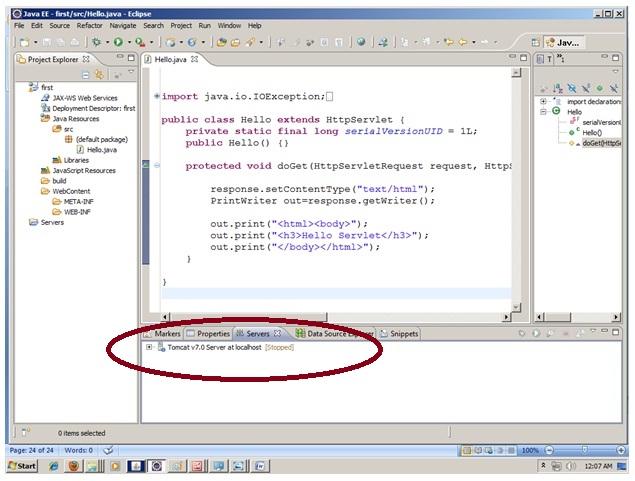 Java EE - first/src/Hello.java - Eclipse
File Edit Source Refactor Navigate Search Project Run Window Help
Jav...
Project Explorer
first
JAX-WS Web Services
Deployment Descriptor: first
Java Resources
src
(default package)
Hello.java
Libraries
JavaScript Resources
build
WebContent
META-INF
WEB-INF
Servers
Hello.java
import java.io.IOException;
public class Hello extends HttpServlet {
private static final long serialVersionUID = 1L;
public Hello() {}
protected void doGet(HttpServletRequest request, HttpS
response.setContentType("text/html");
PrintWriter out=response.getWriter();
out.print("<html><body>");
out.print("<h3>Hello Servlet</h3>");
out.print("</body></html>");
}
}
import declarations
Hello
serialVersionU
Hello()
doGet(HttpSe
Markers Properties Servers Data Source Explorer Snippets
Tomcat v7.0 Server at localhost [Stopped]
0 items selected
Page: 24 of 24 Words: 0 100%
Start 12:07 AM